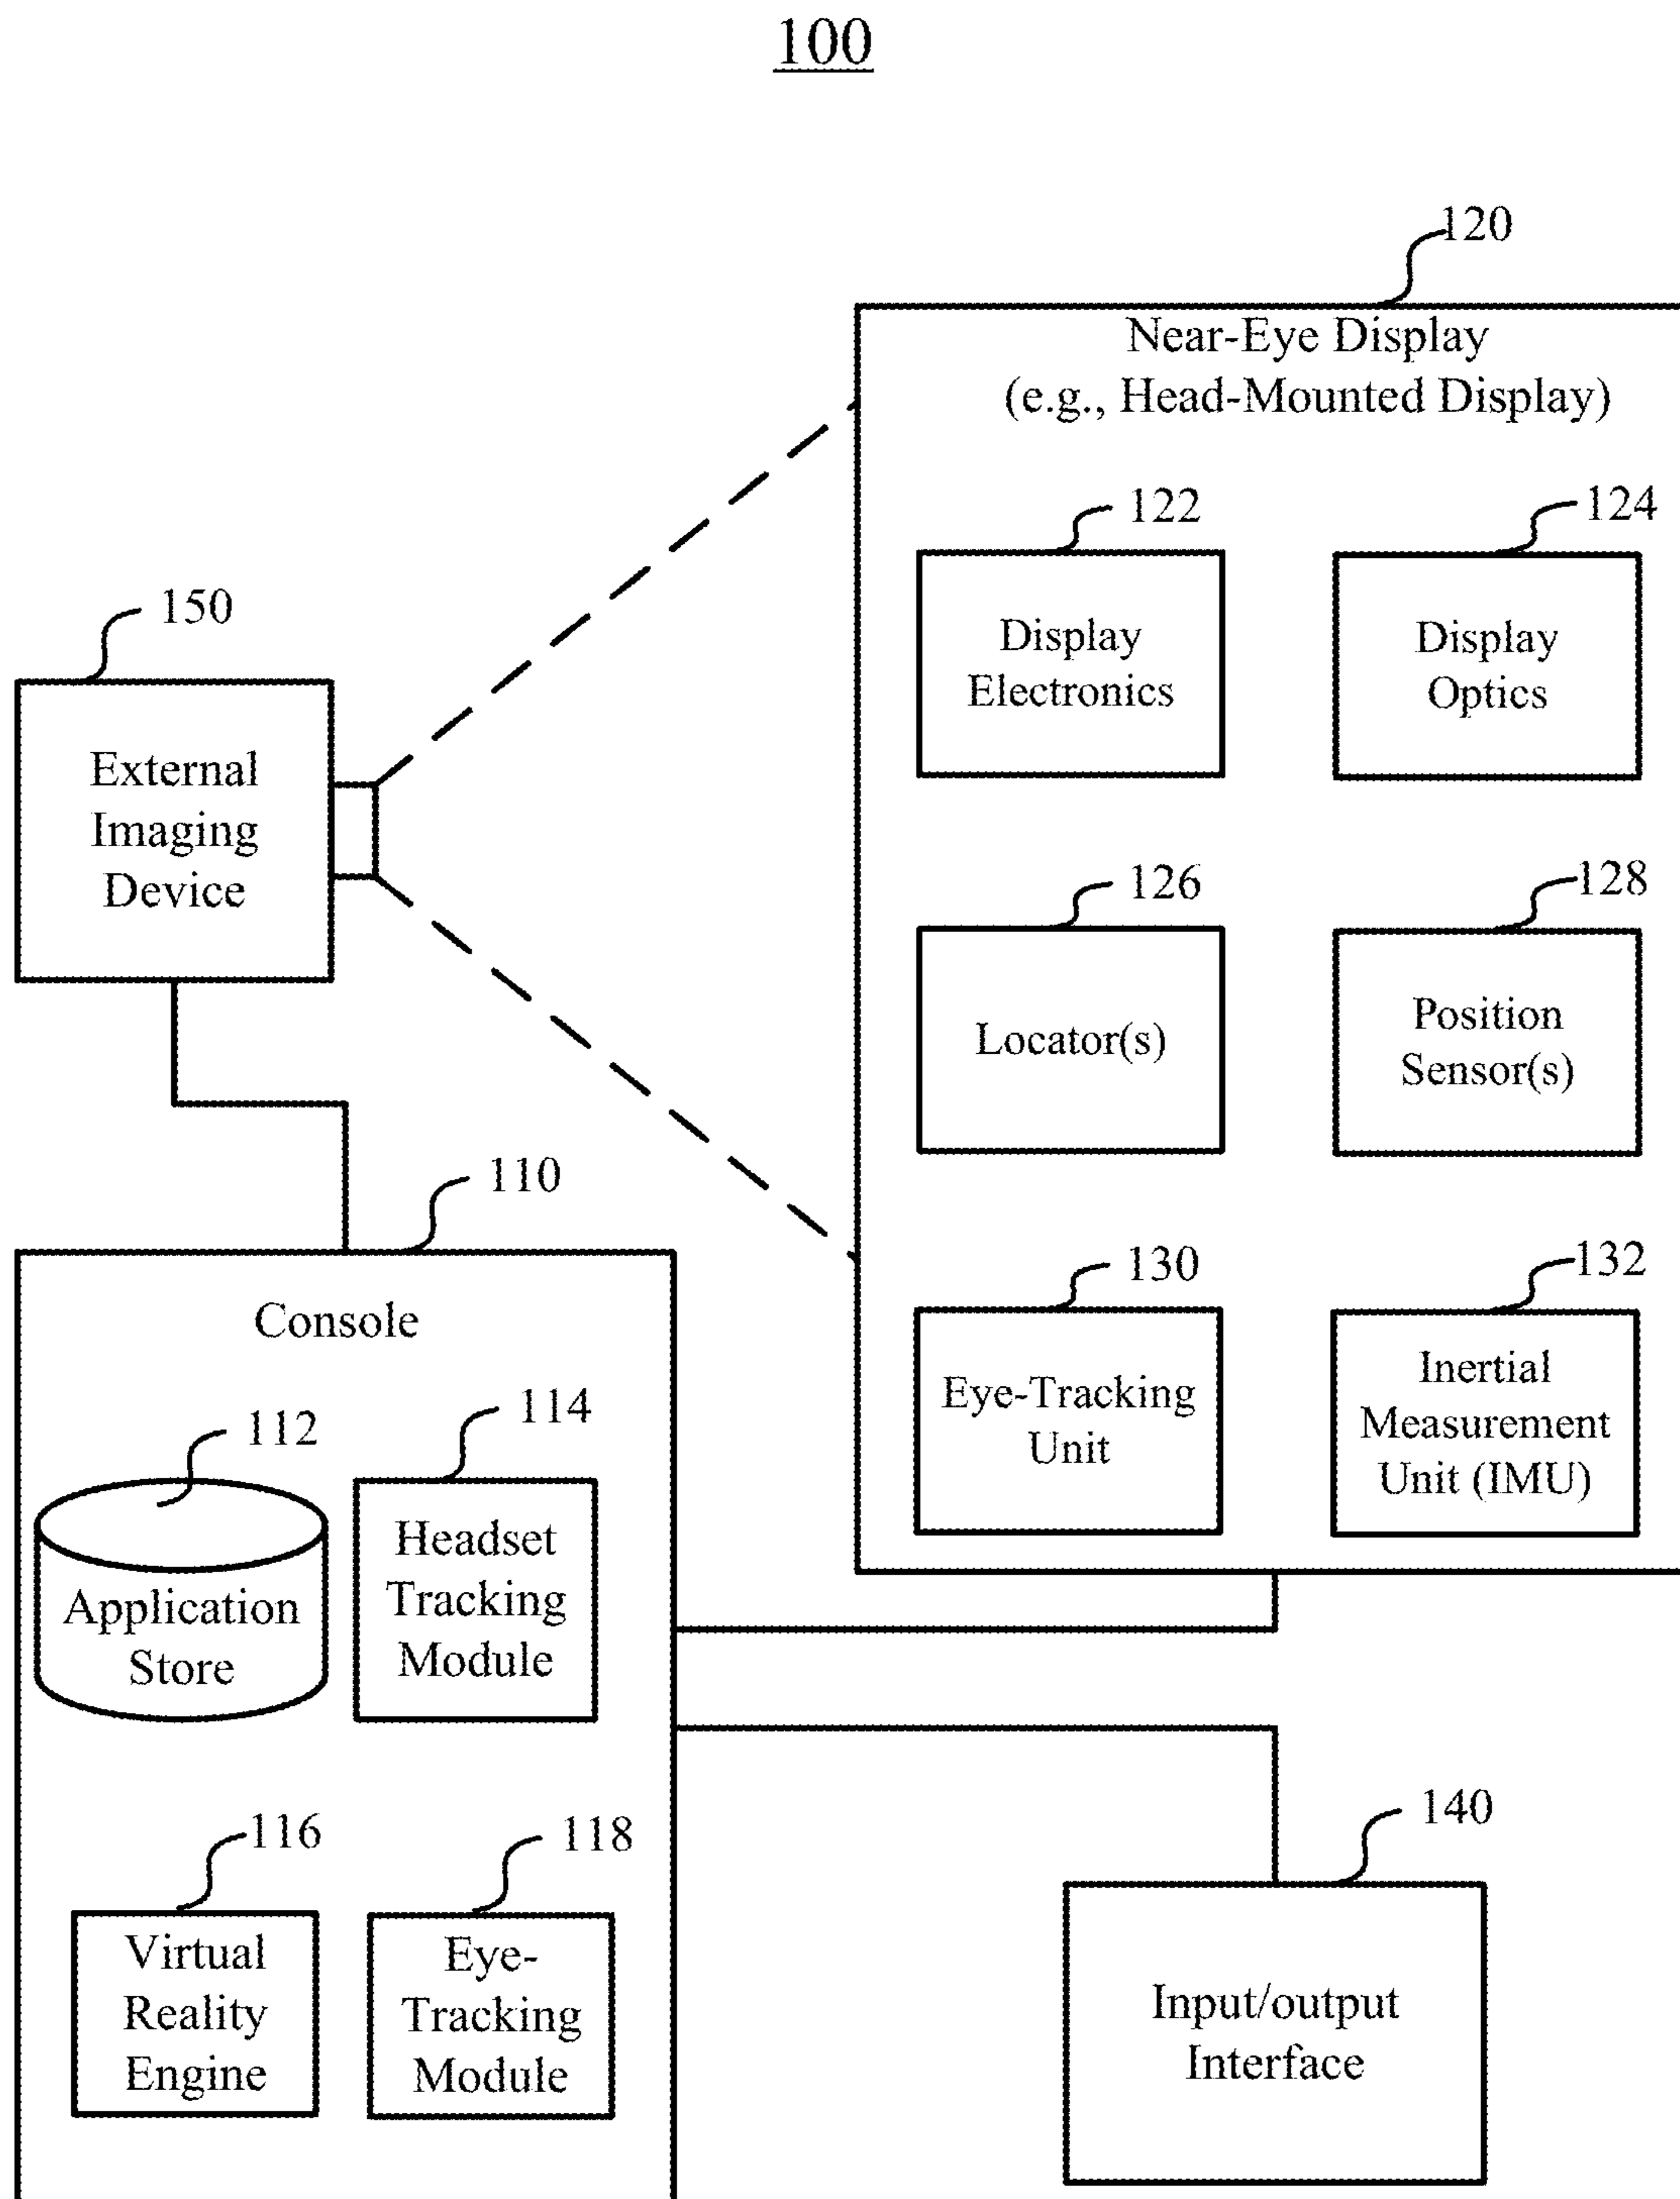 100
120
Near-Eye Display
(e.g., Head-Mounted Display)
122
Display
Electronics
124
Display
Optics
150
External
Imaging
Device
126
Locator(s)
128
Position
Sensor(s)
130
Eye-Tracking
Unit
132
Inertial
Measurement
Unit (IMU)
110
Console
112
Application
Store
114
Headset
Tracking
Module
116
Virtual
Reality
Engine
118
Eye-
Tracking
Module
140
Input/output
Interface